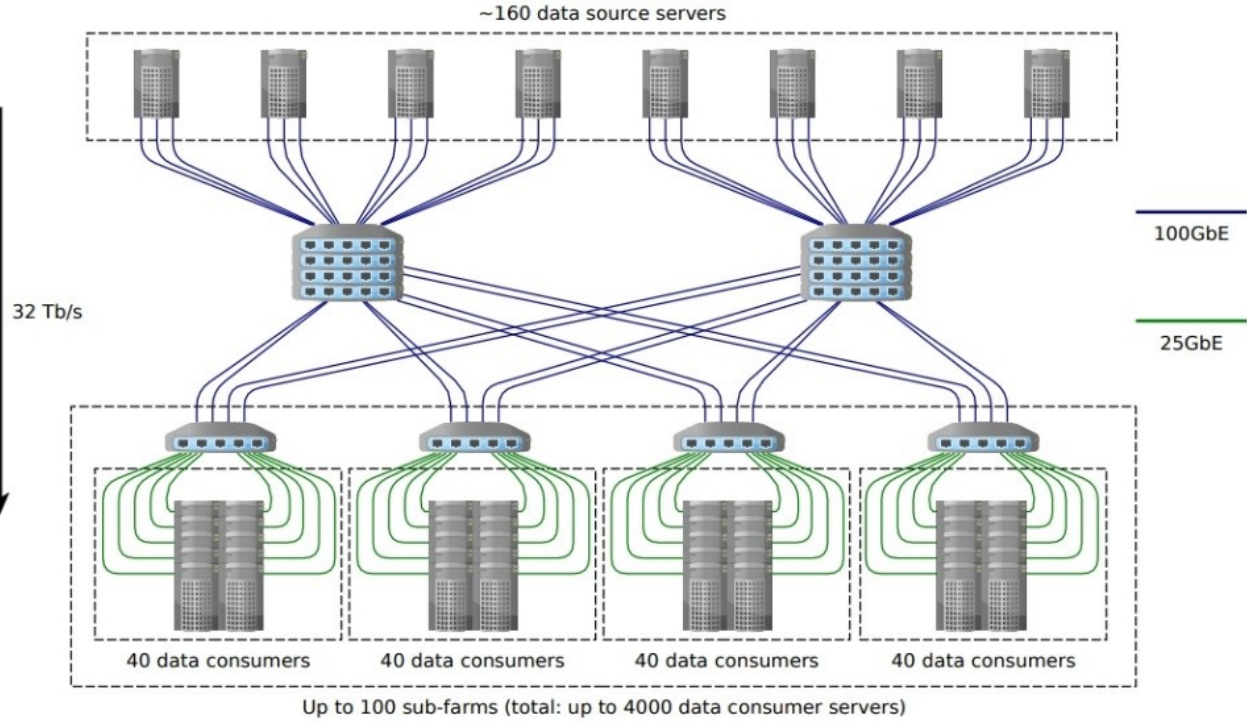 ~160 data source servers
100GbE
32 Tb/s
25GbE
40 data consumers
40 data consumers
40 data consumers
40 data consumers
Up to 100 sub-farms (total: up to 4000 data consumer servers)